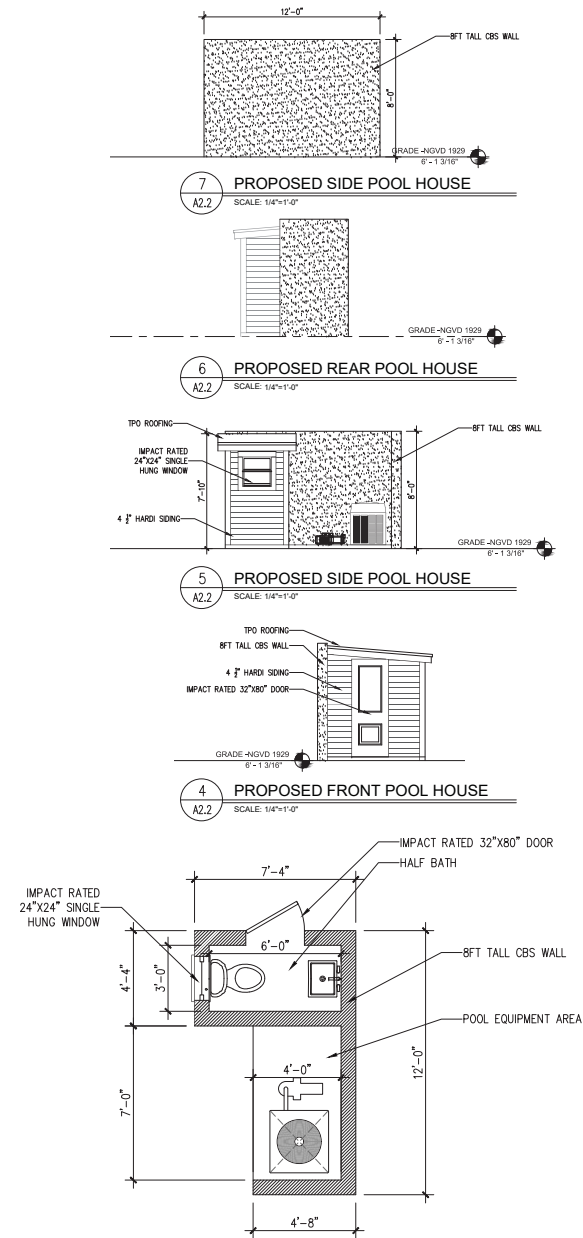 12'-0"
8FT TALL CBS WALL
8'-0"
GRADE -NGVD 1929
6' - 1 3/16"
7
A2.2
PROPOSED SIDE POOL HOUSE
SCALE: 1/4"=1'-0"
GRADE -NGVD 1929
6' - 1 3/16"
6
A2.2
PROPOSED REAR POOL HOUSE
SCALE: 1/4"=1'-0"
TPO ROOFING
IMPACT RATED
24"X24" SINGLE
HUNG WINDOW
7'-10"
4 1/2" HARDI SIDING
8FT TALL CBS WALL
8'-0"
GRADE -NGVD 1929
6' - 1 3/16"
5
A2.2
PROPOSED SIDE POOL HOUSE
SCALE: 1/4"=1'-0"
TPO ROOFING
8FT TALL CBS WALL
4 1/2" HARDI SIDING
IMPACT RATED 32"X80" DOOR
GRADE -NGVD 1929
6' - 1 3/16"
4
A2.2
PROPOSED FRONT POOL HOUSE
SCALE: 1/4"=1'-0"
IMPACT RATED 32"X80" DOOR
7'-4"
HALF BATH
IMPACT RATED
24"X24" SINGLE
HUNG WINDOW
6'-0"
8FT TALL CBS WALL
4'-4"
3'-0"
POOL EQUIPMENT AREA
4'-0"
12'-0"
7'-0"
4'-8"